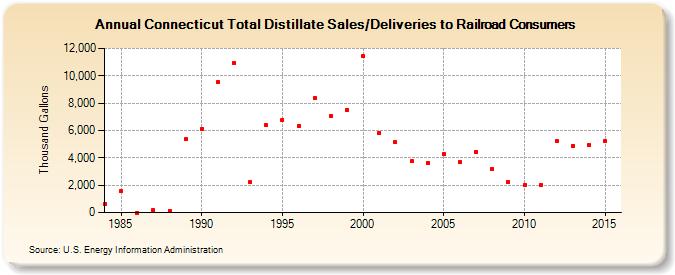 Annual Connecticut Total Distillate Sales/Deliveries to Railroad Consumers
Thousand Gallons
12,000
10,000
8,000
6,000
4,000
2,000
0
1985 1990 1995 2000 2005 2010 2015
Source: U.S. Energy Information Administration